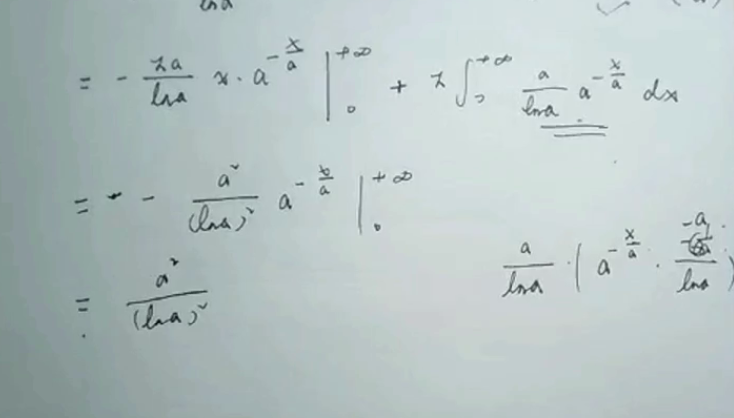 ln a
= - \frac{2a}{\ln a} x \cdot a^{-\frac{x}{a}} \Big|_0^{+\infty} + 2 \int_0^{+\infty} \frac{a}{\ln a} a^{-\frac{x}{a}} dx
= - \frac{a^2}{(\ln a)^2} a^{-\frac{x}{a}} \Big|_0^{+\infty}
\frac{a}{\ln a} \cdot ( a^{-\frac{x}{a}} \cdot \frac{-a}{\ln a} )
= \frac{a^2}{(\ln a)^2}